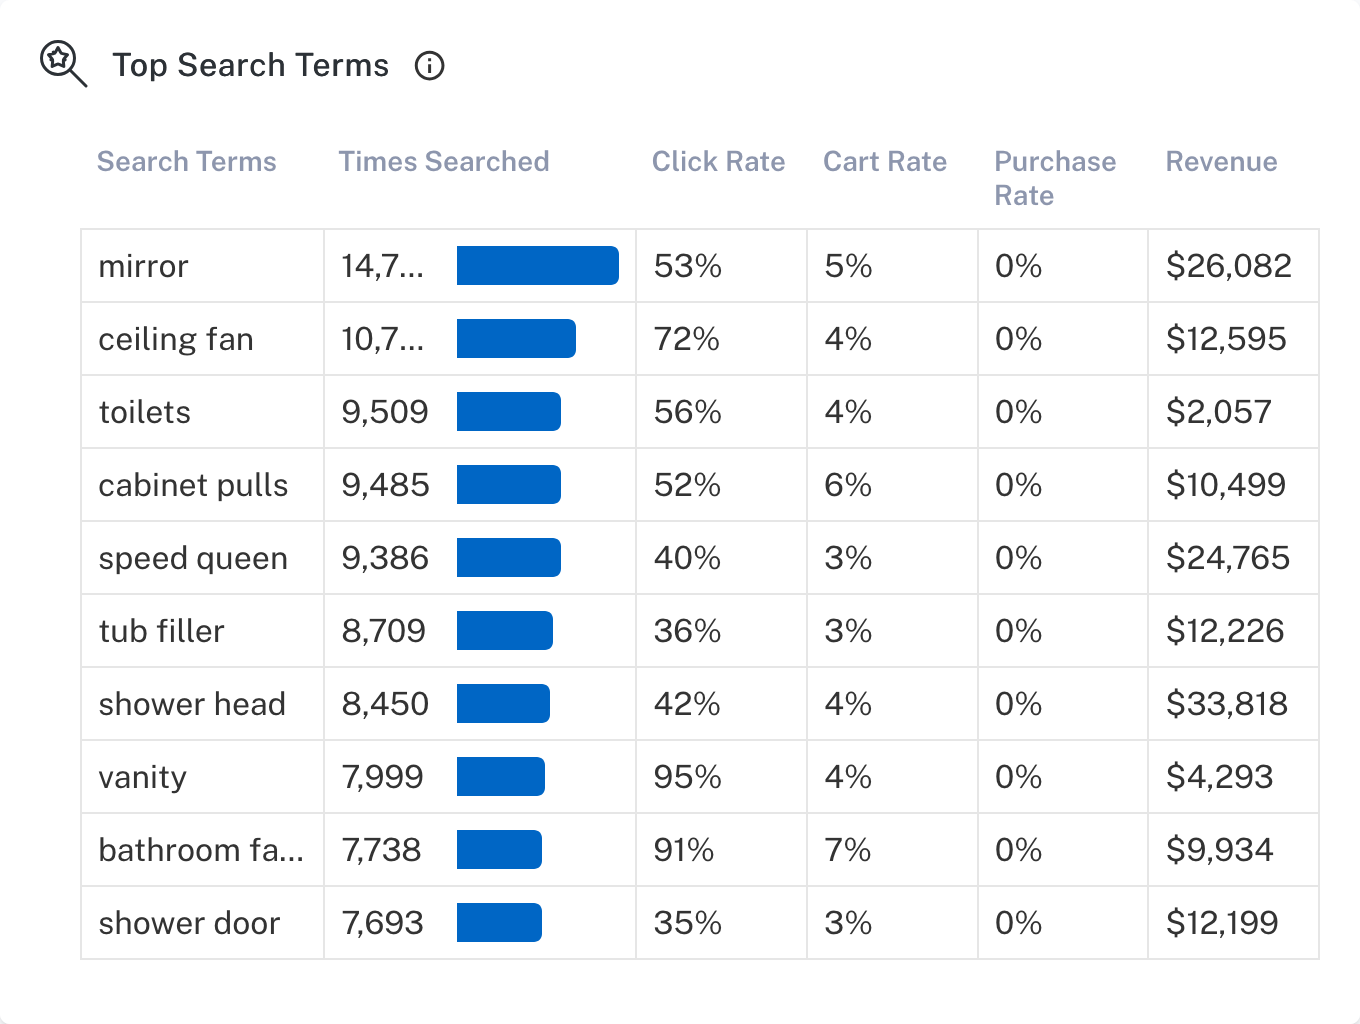 Top Search Terms
Search Terms Times Searched Click Rate Cart Rate Purchase Rate Revenue
mirror 14,7... 53% 5% 0% $26,082
ceiling fan 10,7... 72% 4% 0% $12,595
toilets 9,509 56% 4% 0% $2,057
cabinet pulls 9,485 52% 6% 0% $10,499
speed queen 9,386 40% 3% 0% $24,765
tub filler 8,709 36% 3% 0% $12,226
shower head 8,450 42% 4% 0% $33,818
vanity 7,999 95% 4% 0% $4,293
bathroom fa... 7,738 91% 7% 0% $9,934
shower door 7,693 35% 3% 0% $12,199